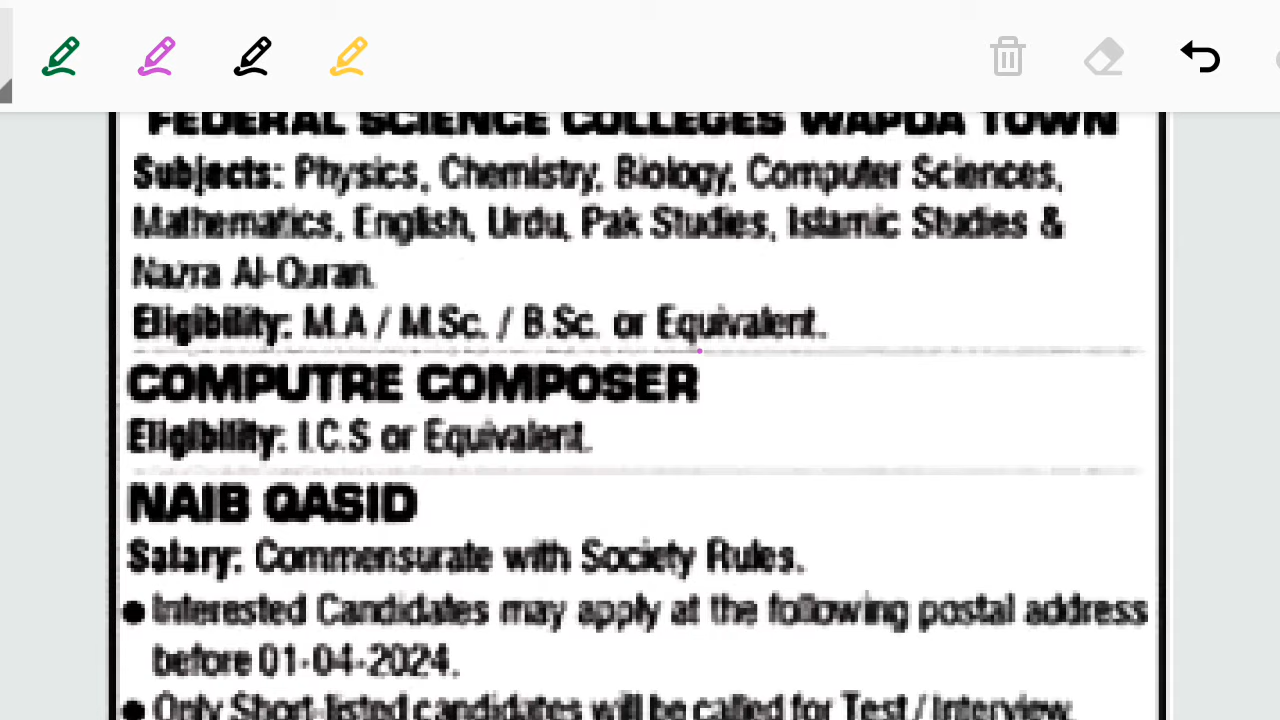 FEDERAL SCIENCE COLLEGES WAPDA TOWN
Subjects: Physics, Chemistry, Biology, Computer Sciences,
Mathematics, English, Urdu, Pak Studies, Islamic Studies &
Nazra Al-Quran.
Eligibility: M.A / M.Sc. / B.Sc. or Equivalent.
COMPUTRE COMPOSER
Eligibility: I.C.S or Equivalent.
NAIB QASID
Salary: Commensurate with Society Rules.
● Interested Candidates may apply at the following postal address
before 01-04-2024.
● Only Short-listed candidates will be called for Test / Interview.